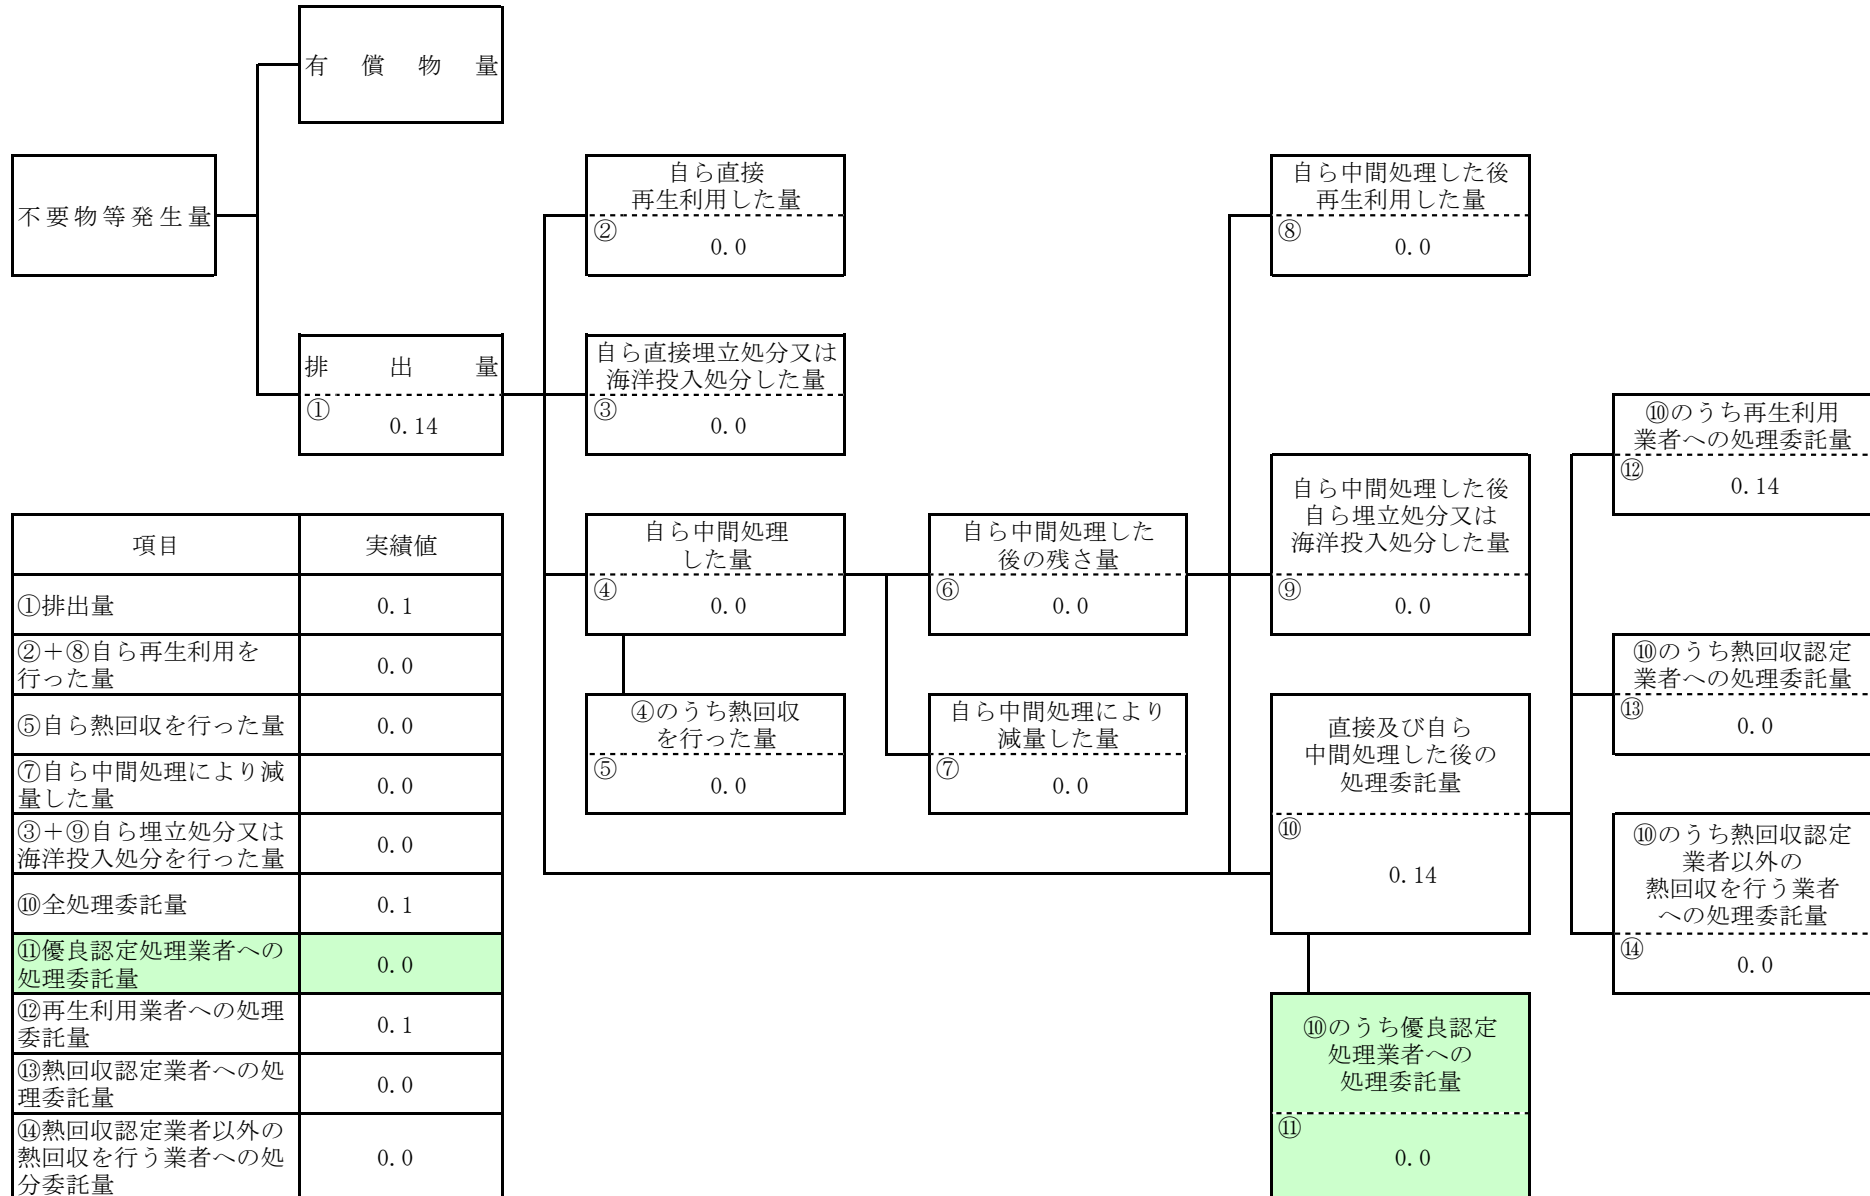 有償物量
不要物等発生量
排出量
①
0.14
自ら直接
再生利用した量
②
0.0
自ら直接埋立処分又は
海洋投入処分した量
③
0.0
自ら中間処理
した量
④
0.0
④のうち熱回収
を行った量
⑤
0.0
自ら中間処理した
後の残さ量
⑥
0.0
自ら中間処理により
減量した量
⑦
0.0
自ら中間処理した後
再生利用した量
⑧
0.0
自ら中間処理した後
自ら埋立処分又は
海洋投入処分した量
⑨
0.0
直接及び自ら
中間処理した後の
処理委託量
⑩
0.14
⑩のうち優良認定
処理業者への
処理委託量
⑪
0.0
⑩のうち再生利用
業者への処理委託量
⑫
0.14
⑩のうち熱回収認定
業者への処理委託量
⑬
0.0
⑩のうち熱回収認定
業者以外の
熱回収を行う業者
への処理委託量
⑭
0.0
項目 実績値
①排出量 0.1
②＋⑧自ら再生利用を
行った量 0.0
⑤自ら熱回収を行った量 0.0
⑦自ら中間処理により減
量した量 0.0
③＋⑨自ら埋立処分又は
海洋投入処分を行った量 0.0
⑩全処理委託量 0.1
⑪優良認定処理業者への
処理委託量 0.0
⑫再生利用業者への処理
委託量 0.1
⑬熱回収認定業者への処
理委託量 0.0
⑭熱回収認定業者以外の
熱回収を行う業者への処
分委託量 0.0